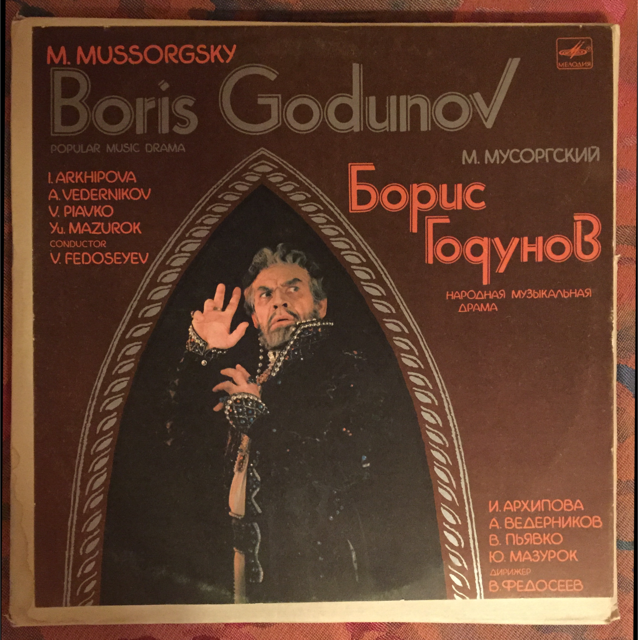 M. MUSSORGSKY
Boris Godunov
POPULAR MUSIC DRAMA
МЕЛОДИЯ
М. МУСОРГСКИЙ
Борис
Годунов
НАРОДНАЯ МУЗЫКАЛЬНАЯ
ДРАМА
I. ARKHIPOVA
A. VEDERNIKOV
V. PIAVKO
Yu. MAZUROK
CONDUCTOR
V. FEDOSEYEV
И. АРХИПОВА
А. ВЕДЕРНИКОВ
В. ПЬЯВКО
Ю. МАЗУРОК
ДИРИЖЕР
В. ФЕДОСЕЕВ